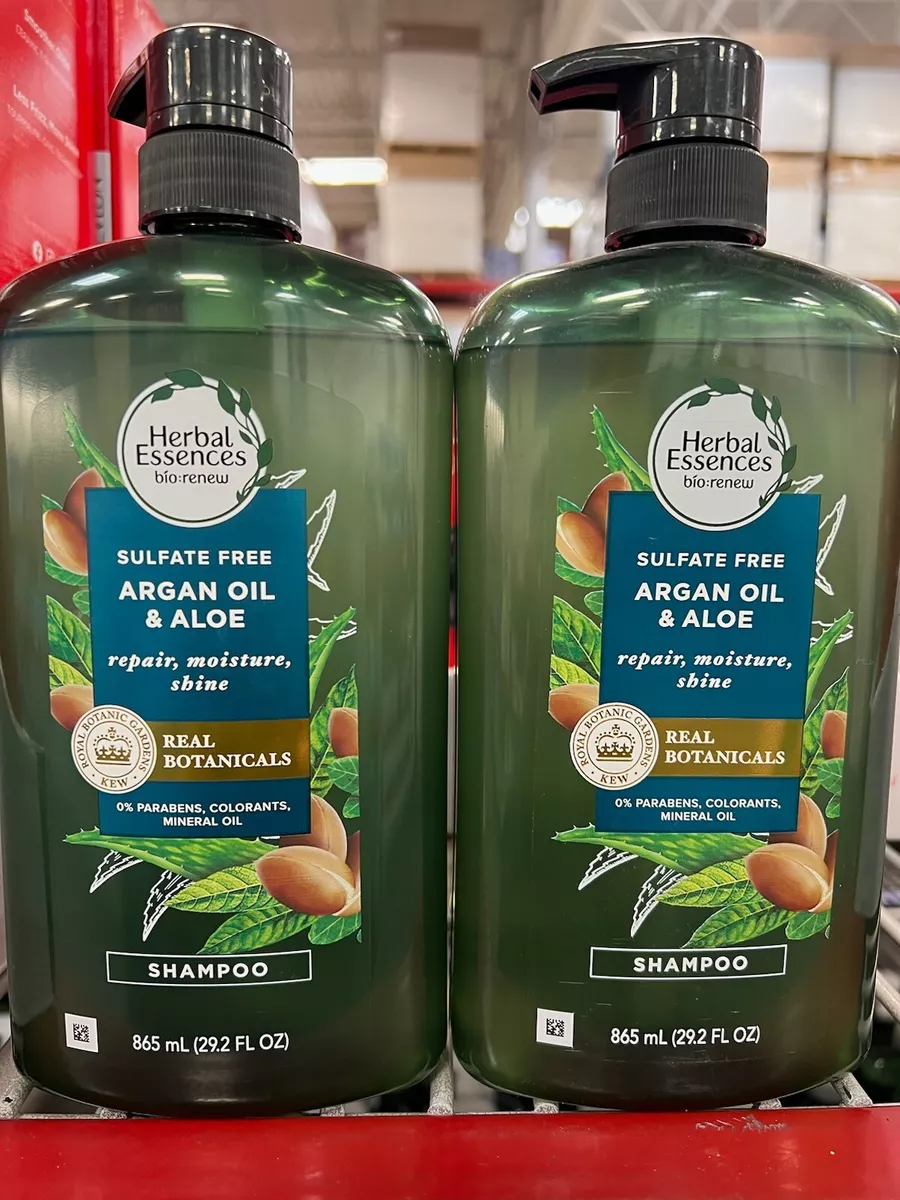 Herbal
Essences
bío:renew
SULFATE FREE
ARGAN OIL
& ALOE
repair, moisture,
shine
ROYAL BOTANIC GARDENS
KEW
REAL
BOTANICALS
0% PARABENS, COLORANTS,
MINERAL OIL
SHAMPOO
865 mL (29.2 FL OZ)
Herbal
Essences
bío:renew
SULFATE FREE
ARGAN OIL
& ALOE
repair, moisture,
shine
ROYAL BOTANIC GARDENS
KEW
REAL
BOTANICALS
0% PARABENS, COLORANTS,
MINERAL OIL
SHAMPOO
865 mL (29.2 FL OZ)